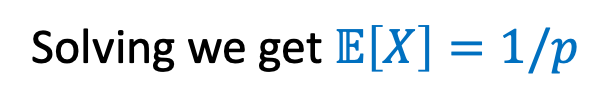 Solving we get 𝔼[X] = 1/p